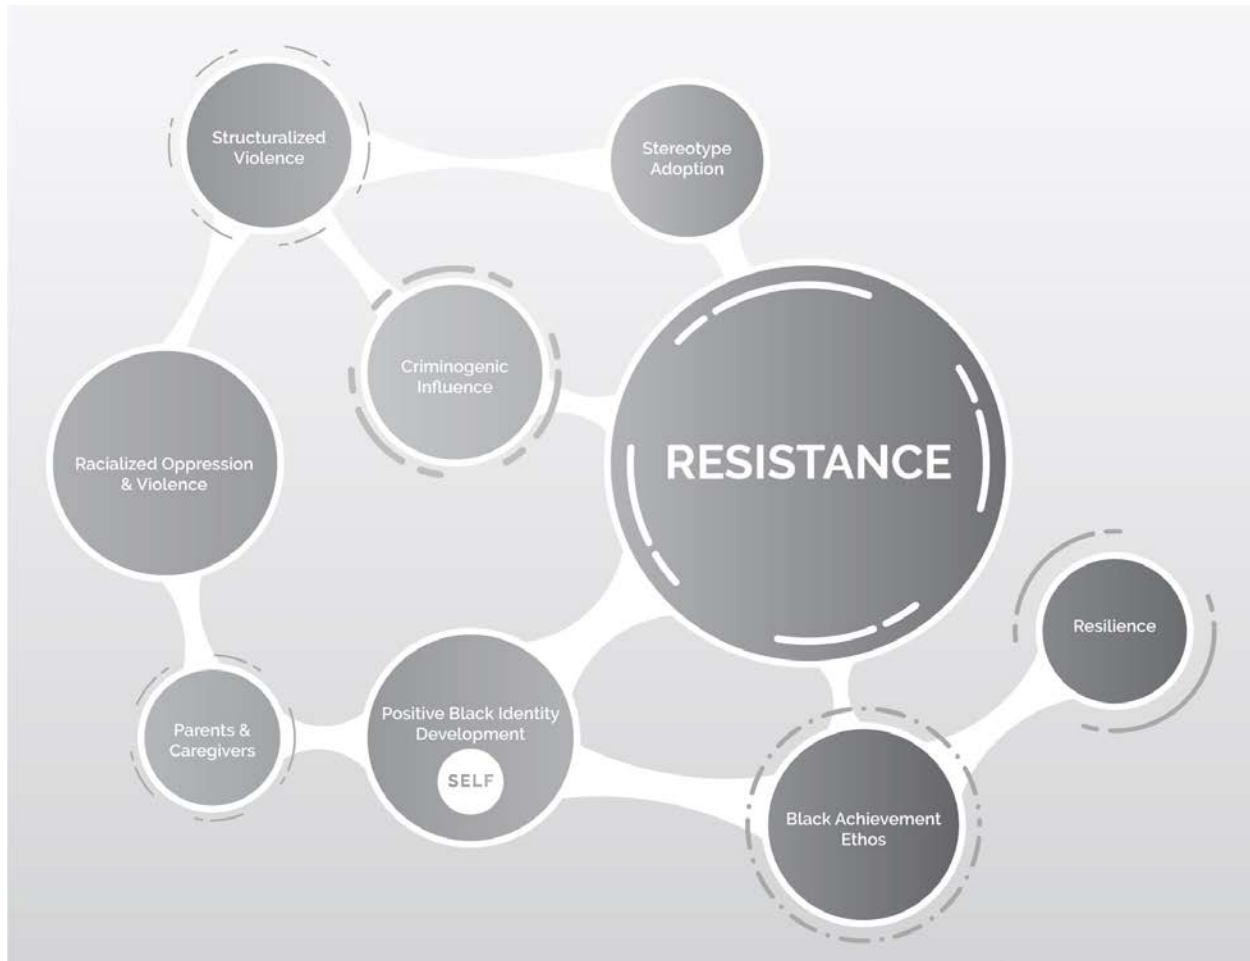 Structuralized
Violence
Stereotype
Adoption
Criminogenic
Influence
Racialized Oppression
& Violence
RESISTANCE
Resilience
Parents &
Caregivers
Positive Black Identity
Development
SELF
Black Achievement
Ethos